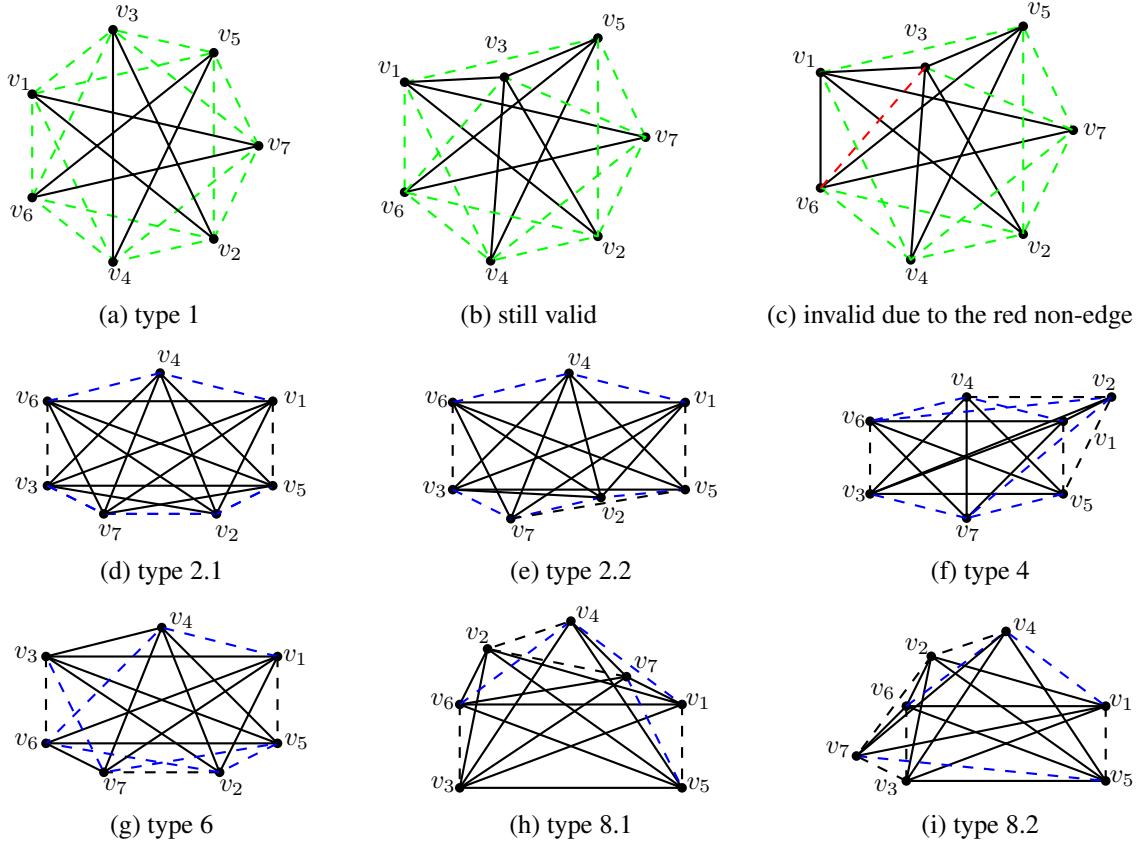 v3
v5
v1
v7
v6
v2
v4
(a) type 1
v5
v3
v1
v7
v6
v2
v4
(b) still valid
v5
v3
v1
v7
v6
v2
v4
(c) invalid due to the red non-edge
v4
v6
v1
v3
v5
v7
v2
(d) type 2.1
v4
v6
v1
v3
v5
v2
v7
(e) type 2.2
v4
v2
v6
v1
v3
v5
v7
(f) type 4
v4
v3
v1
v6
v5
v7
v2
(g) type 6
v4
v2
v7
v6
v1
v3
v5
(h) type 8.1
v4
v2
v6
v1
v7
v3
v5
(i) type 8.2